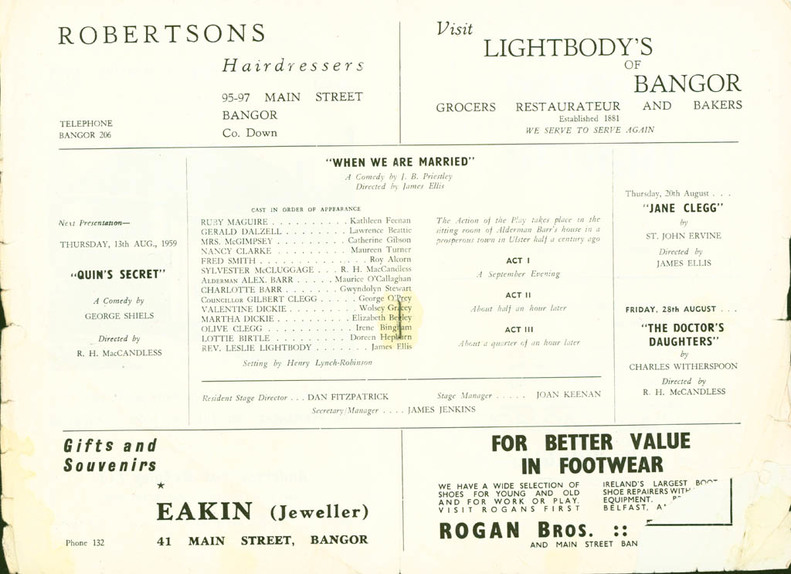 ROBERTSONS
Hairdressers
95-97 MAIN STREET
BANGOR
Co. Down
TELEPHONE
BANGOR 206
Visit
LIGHTBODY'S
OF
BANGOR
GROCERS RESTAURATEUR AND BAKERS
Established 1881
WE SERVE TO SERVE AGAIN
Next Presentation—
THURSDAY, 13th AUG., 1959
"QUIN'S SECRET"
A Comedy by
GEORGE SHIELS
Directed by
R. H. MacCANDLESS
"WHEN WE ARE MARRIED"
A Comedy by J. B. Priestley
Directed by James Ellis
CAST IN ORDER OF APPEARANCE
RUBY MAGUIRE . . . . . . . . . . Kathleen Feenan
GERALD DALZELL . . . . . . . . Lawrence Beattie
MRS. McGIMPSEY . . . . . . . . Catherine Gibson
NANCY CLARKE . . . . . . . . . Maureen Turner
FRED SMITH . . . . . . . . . . . . . Roy Alcorn
SYLVESTER McCLUGGAGE . . R. H. MacCandless
ALDERMAN ALEX. BARR . . . . Maurice O'Callaghan
CHARLOTTE BARR . . . . . . . Gwyndolyn Stewart
COUNCILLOR GILBERT CLEGG . . . . George O'Prey
VALENTINE DICKIE . . . . . . . . . Wolsey Gracey
MARTHA DICKIE . . . . . . . . . Elizabeth Begley
OLIVE CLEGG . . . . . . . . . . . Irene Bingham
LOTTIE BIRTLE . . . . . . . . . . Doreen Hepburn
REV. LESLIE LIGHTBODY . . . . . . . James Ellis
Setting by Henry Lynch-Robinson
The Action of the Play takes place in the
sitting room of Alderman Barr's house in a
prosperous town in Ulster half a century ago
ACT I
A September Evening
ACT II
About half an hour later
ACT III
About a quarter of an hour later
Resident Stage Director . . . DAN FITZPATRICK
Stage Manager . . . . . JOAN KEENAN
Secretary/Manager . . . . JAMES JENKINS
Thursday, 20th August . . .
"JANE CLEGG"
by
ST. JOHN ERVINE
Directed by
JAMES ELLIS
FRIDAY, 28th AUGUST . . .
"THE DOCTOR'S
DAUGHTERS"
by
CHARLES WITHERSPOON
Directed by
R. H. McCANDLESS
Gifts and
Souvenirs
EAKIN (Jeweller)
Phone 132
41 MAIN STREET, BANGOR
FOR BETTER VALUE
IN FOOTWEAR
WE HAVE A WIDE SELECTION OF
SHOES FOR YOUNG AND OLD
AND FOR WORK OR PLAY.
VISIT ROGANS FIRST
IRELAND'S LARGEST
SHOE REPAIRERS WITH
EQUIPMENT.
BELFAST,
ROGAN BROS. ::
AND MAIN STREET BAN